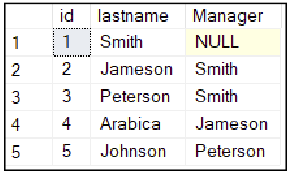 id lastname Manager
1 1 Smith NULL
2 2 Jameson Smith
3 3 Peterson Smith
4 4 Arabica Jameson
5 5 Johnson Peterson